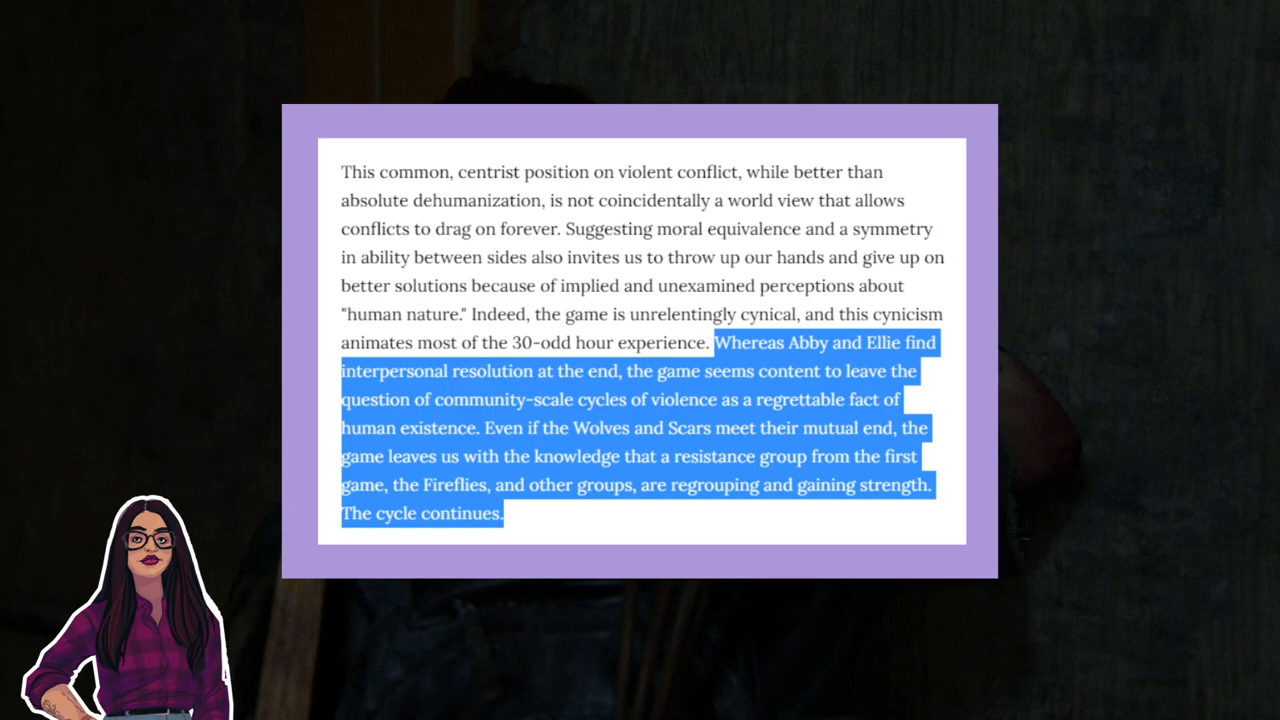 This common, centrist position on violent conflict, while better than
absolute dehumanization, is not coincidentally a world view that allows
conflicts to drag on forever. Suggesting moral equivalence and a symmetry
in ability between sides also invites us to throw up our hands and give up on
better solutions because of implied and unexamined perceptions about
"human nature." Indeed, the game is unrelentingly cynical, and this cynicism
animates most of the 30-odd hour experience. Whereas Abby and Ellie find
interpersonal resolution at the end, the game seems content to leave the
question of community-scale cycles of violence as a regrettable fact of
human existence. Even if the Wolves and Scars meet their mutual end, the
game leaves us with the knowledge that a resistance group from the first
game, the Fireflies, and other groups, are regrouping and gaining strength.
The cycle continues.